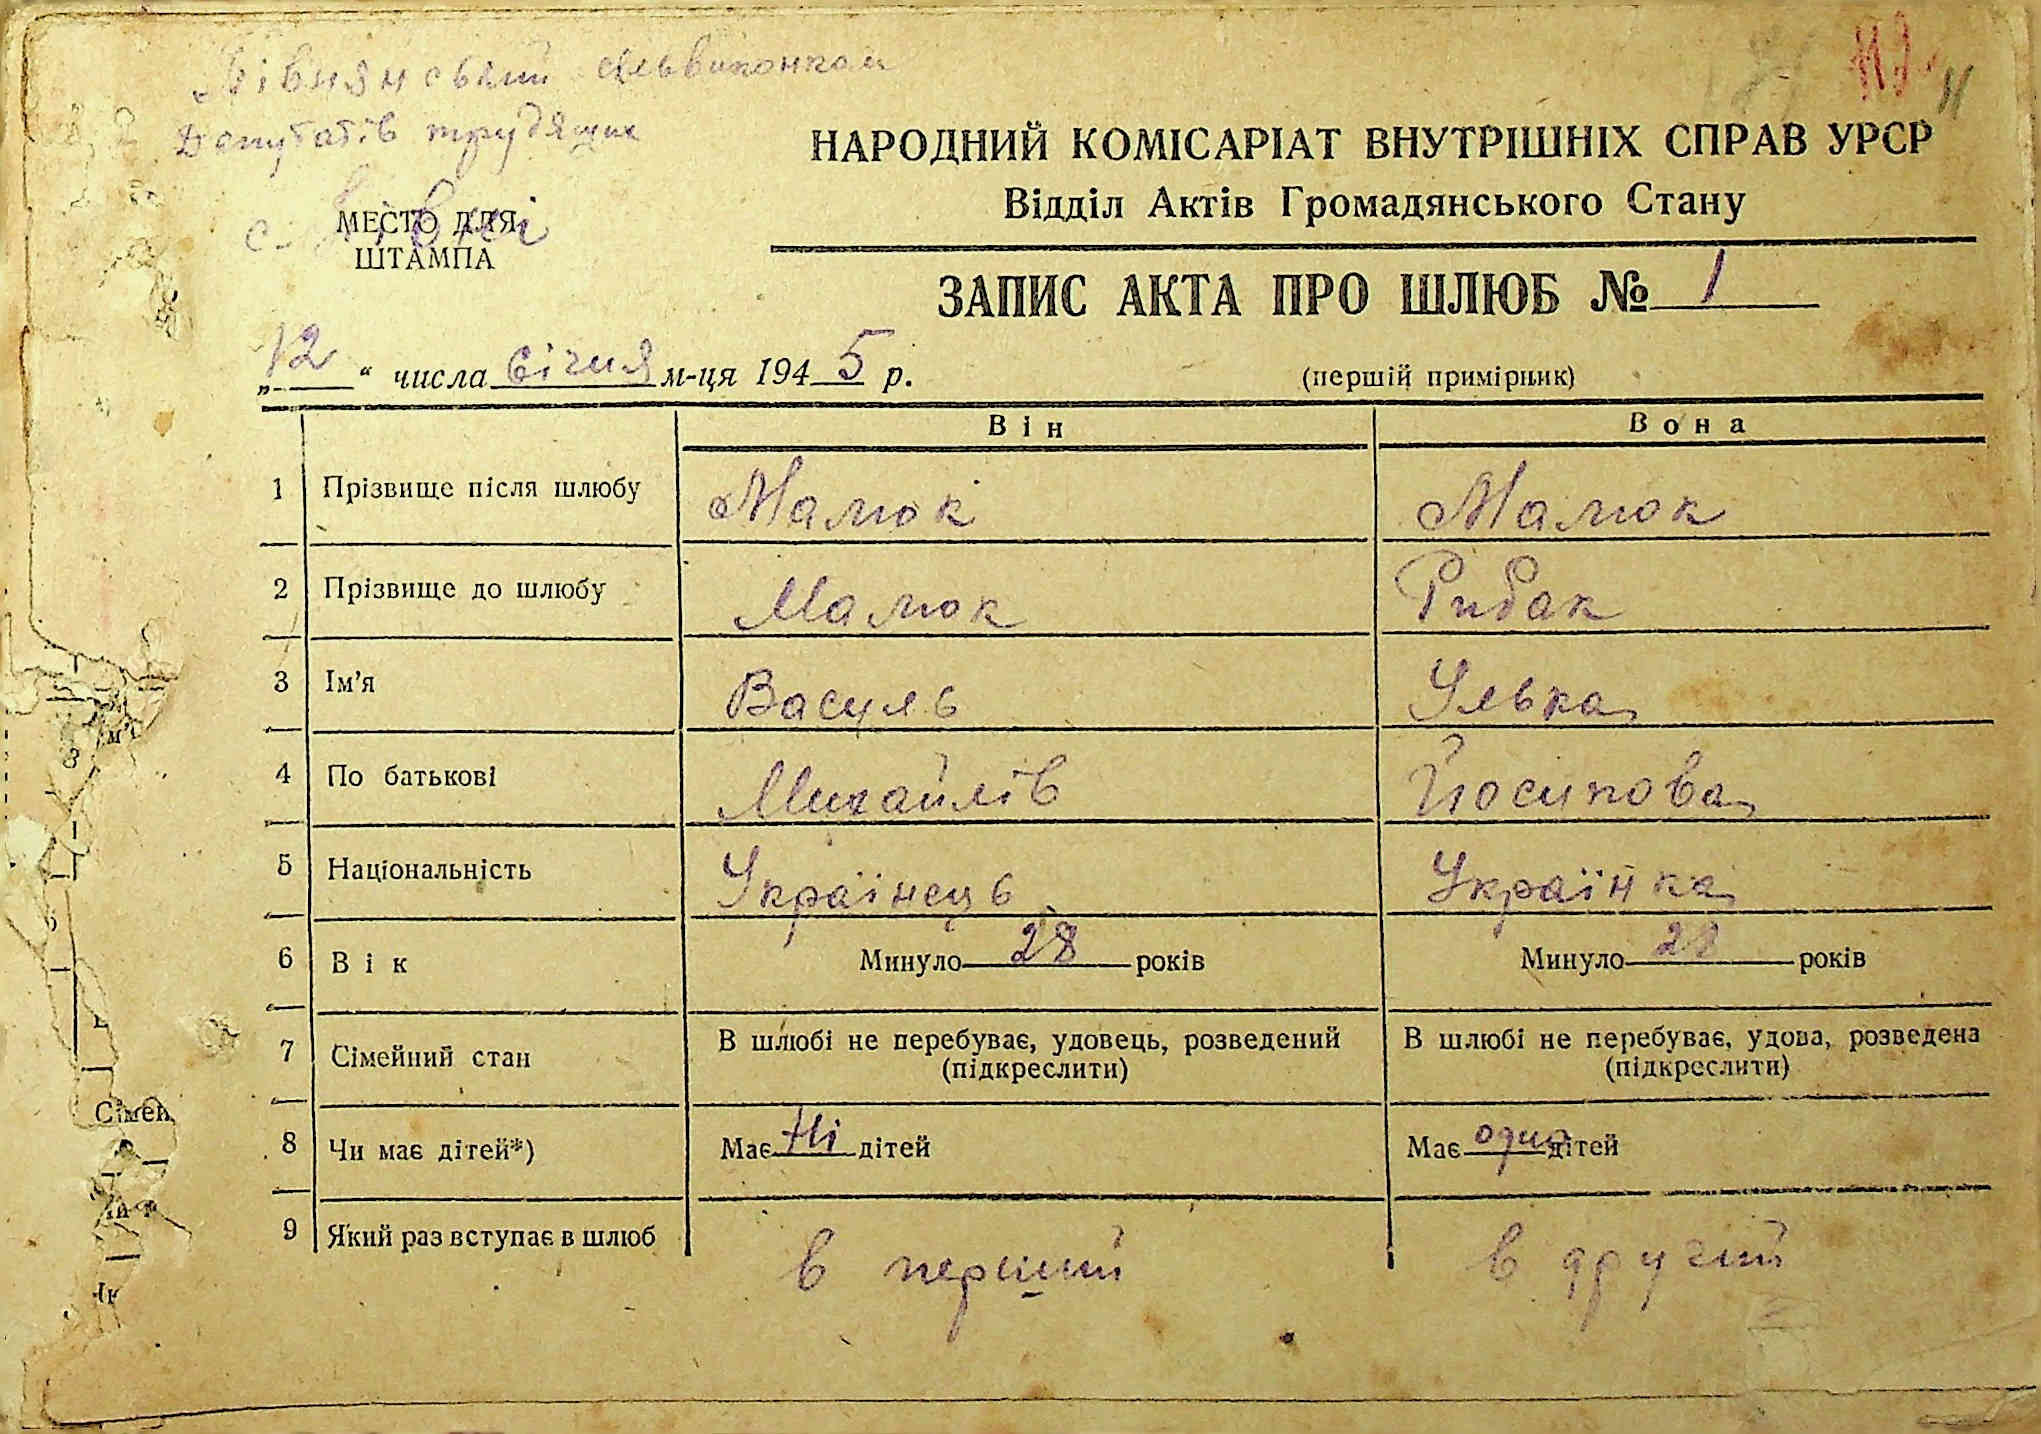 сільвиконком
Депутатів трудящих
с. Лівчі
МЕСТО ДЛЯ
ШТАМПА
НАРОДНИЙ КОМІСАРІАТ ВНУТРІШНІХ СПРАВ УРСР
Відділ Актів Громадянського Стану
ЗАПИС АКТА ПРО ШЛЮБ № 1
„12“ числа Січня м-ця 1945 р.
(перший примірник)
Він Вона
1 Прізвище після шлюбу Малюк Малюк
2 Прізвище до шлюбу Малюк Рибак
3 Ім'я Василь Улька
4 По батькові Михайлів Йосипова
5 Національність Українець Українка
6 Вік Минуло 28 років Минуло 28 років
7 Сімейний стан В шлюбі не перебуває, удовець, розведений (підкреслити) В шлюбі не перебуває, удова, розведена (підкреслити)
8 Чи має дітей*) Має Ні дітей Має одно дітей
9 Який раз вступає в шлюб в перший в другий